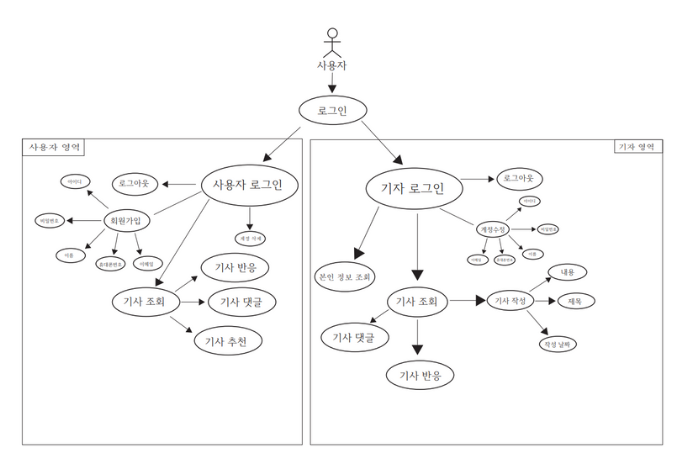 사용자
로그인
사용자 영역
기자 영역
아이디
로그아웃
사용자 로그인
기자 로그인
로그아웃
비밀번호
회원가입
아이디
이름
휴대폰번호
이메일
계정 삭제
계정수정
비밀번호
이메일
휴대폰번호
이름
기사 반응
본인 정보 조회
내용
기사 조회
기사 댓글
기사 조회
기사 작성
제목
기사 추천
기사 댓글
작성 날짜
기사 반응